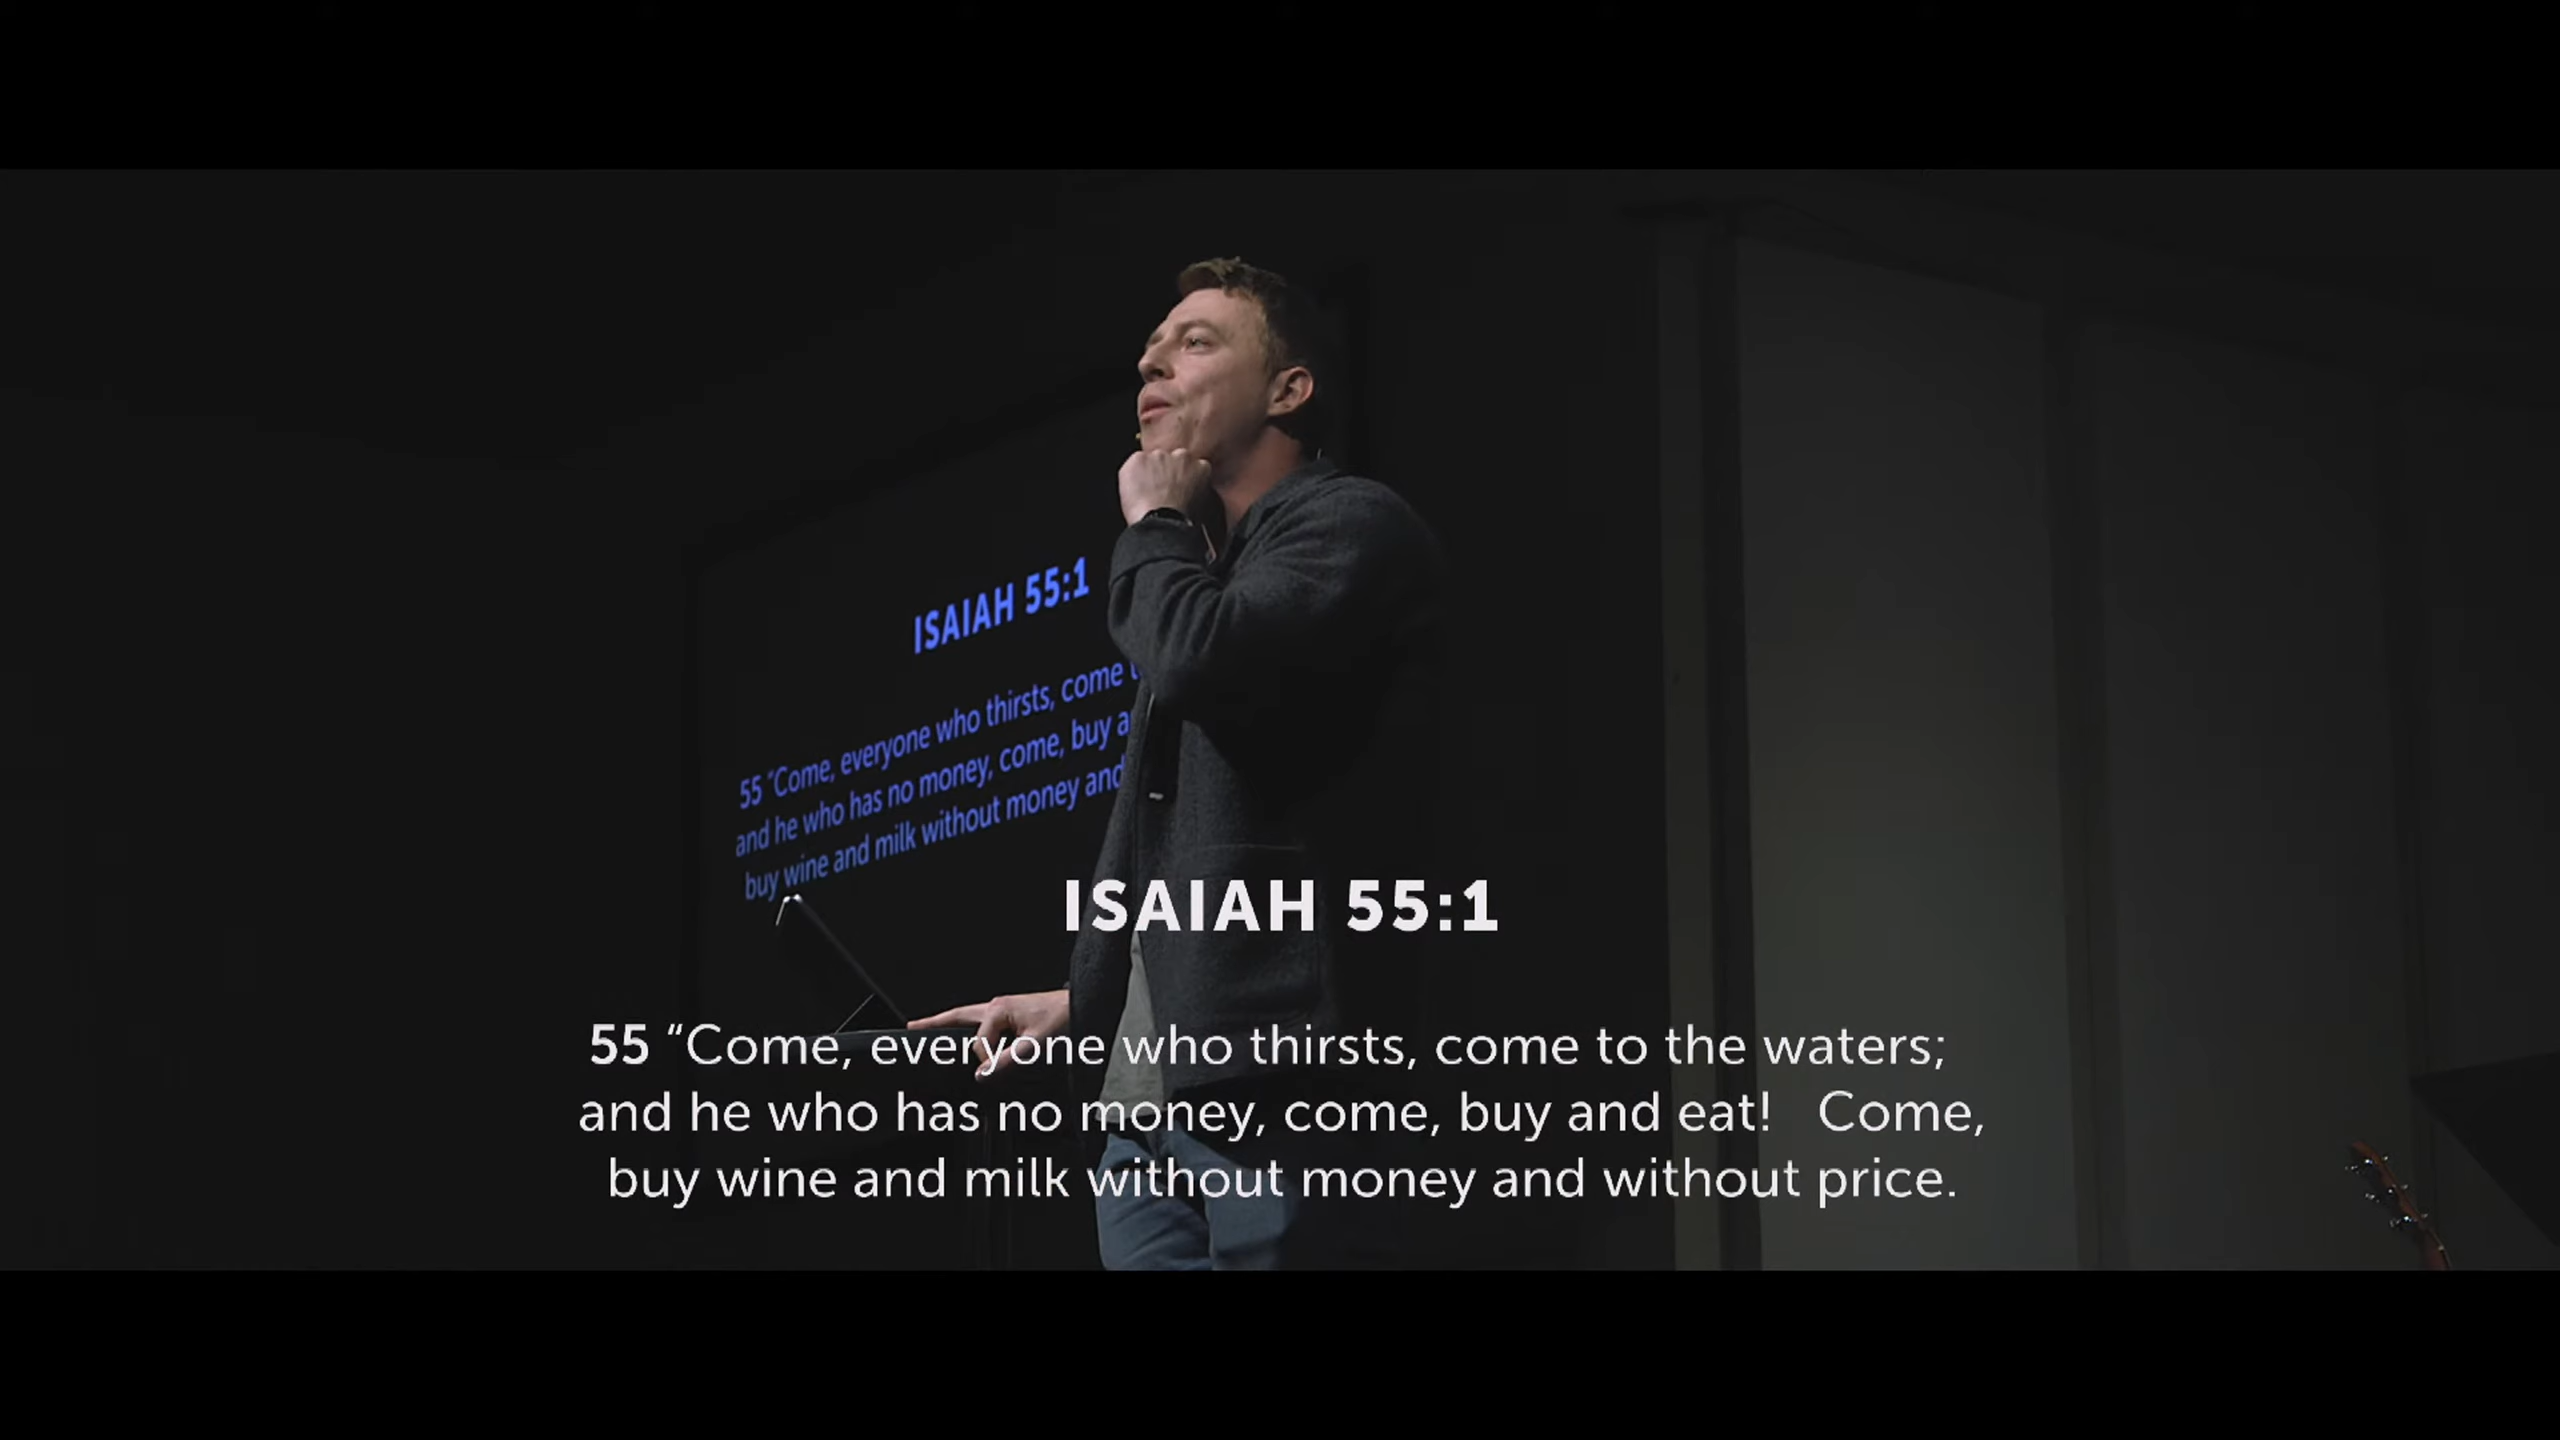 ISAIAH 55:1
55 “Come, everyone who thirsts, come
and he who has no money, come, buy
buy wine and milk without money and
ISAIAH 55:1
55 “Come, everyone who thirsts, come to the waters;
and he who has no money, come, buy and eat! Come,
buy wine and milk without money and without price.